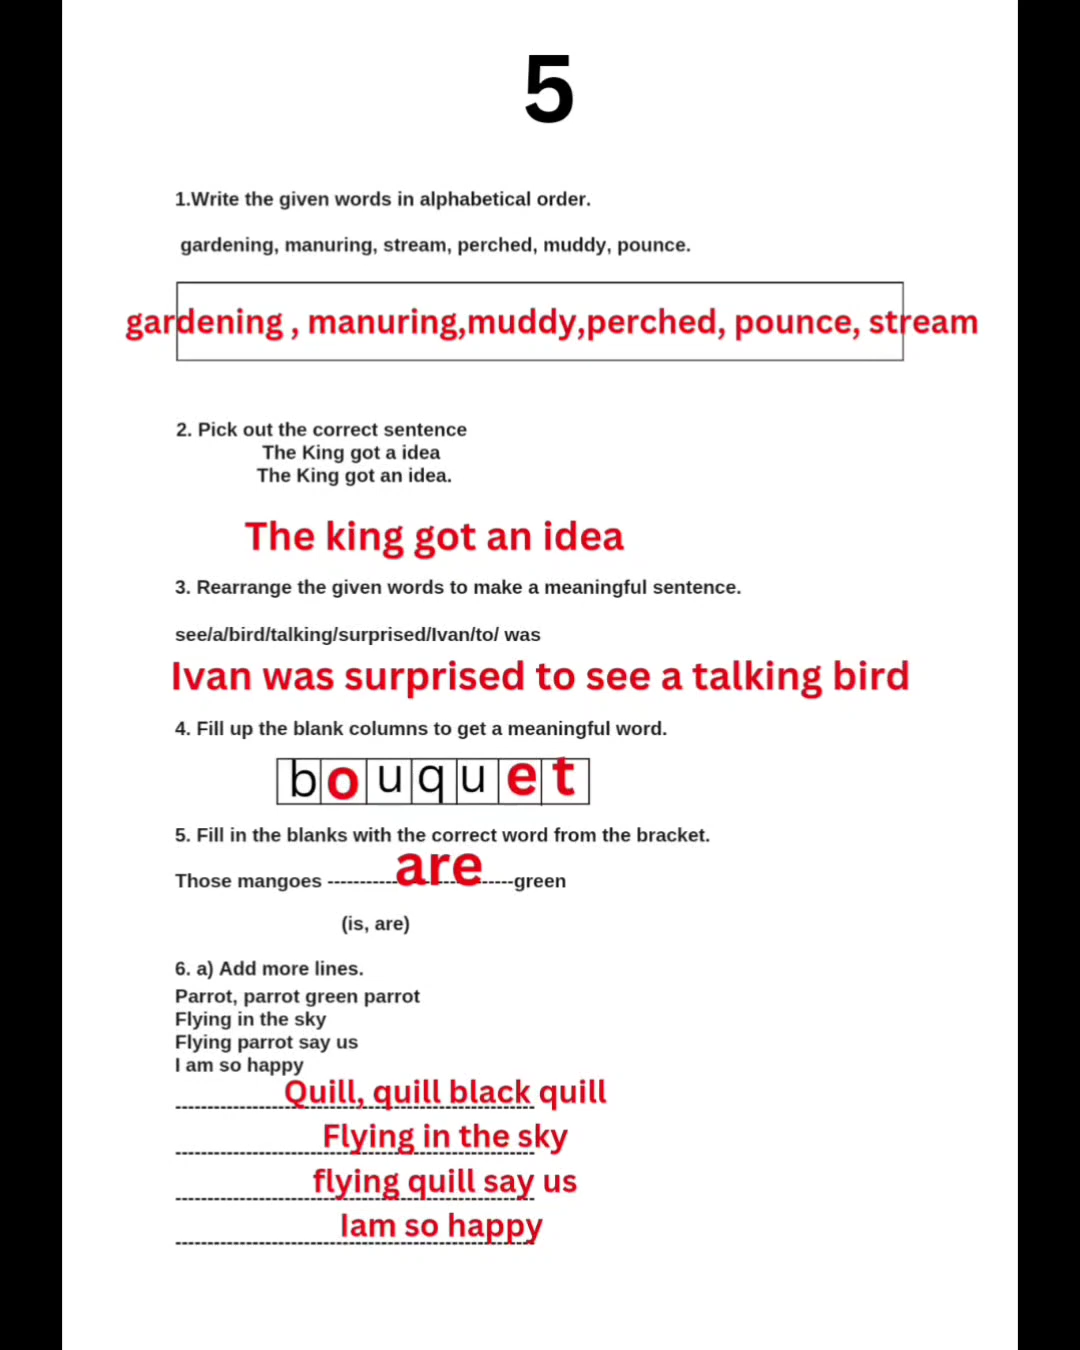 5
1.Write the given words in alphabetical order.
gardening, manuring, stream, perched, muddy, pounce.
gardening , manuring,muddy,perched, pounce, stream
2. Pick out the correct sentence
The King got a idea
The King got an idea.
The king got an idea
3. Rearrange the given words to make a meaningful sentence.
see/a/bird/talking/surprised/Ivan/to/ was
Ivan was surprised to see a talking bird
4. Fill up the blank columns to get a meaningful word.
bouquet
5. Fill in the blanks with the correct word from the bracket.
Those mangoes -----------are-----green
(is, are)
6. a) Add more lines.
Parrot, parrot green parrot
Flying in the sky
Flying parrot say us
I am so happy
Quill, quill black quill
Flying in the sky
flying quill say us
Iam so happy